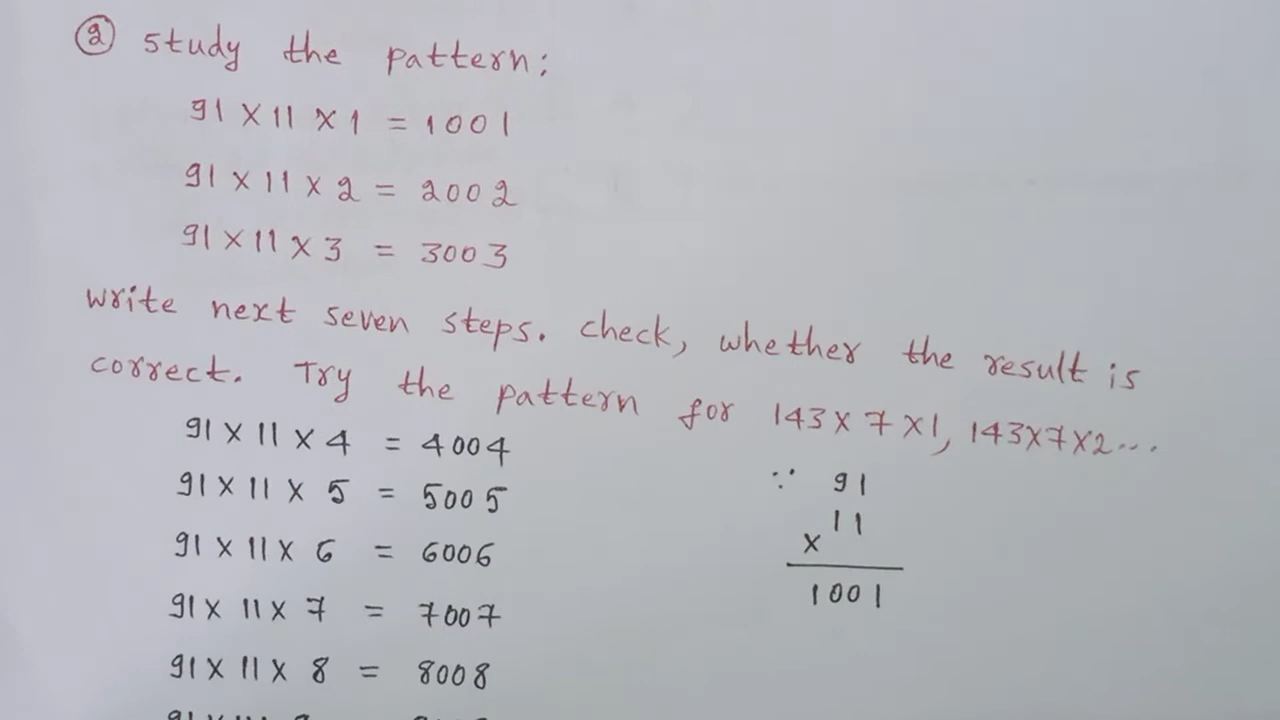 ② Study the pattern:
91 × 11 × 1 = 1001
91 × 11 × 2 = 2002
91 × 11 × 3 = 3003
write next seven steps. check, whether the result is
correct. Try the pattern for 143 × 7 × 1, 143×7×2...
91 × 11 × 4 = 4004
91 × 11 × 5 = 5005
91 × 11 × 6 = 6006
91 × 11 × 7 = 7007
91 × 11 × 8 = 8008
∵ 91
× 11
1001